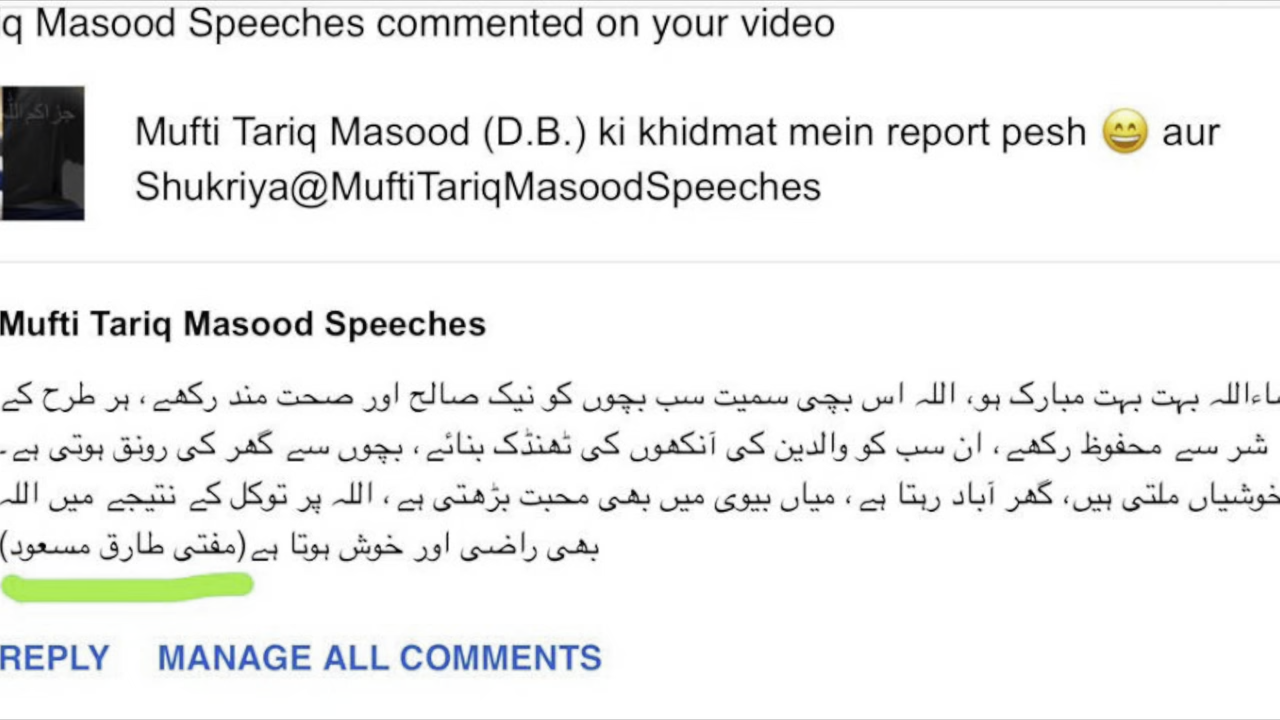 q Masood Speeches commented on your video
جزاكم الله
Mufti Tariq Masood (D.B.) ki khidmat mein report pesh 😄 aur
Shukriya@MuftiTariqMasoodSpeeches
Mufti Tariq Masood Speeches
اءاللہ بہت بہت مبارک ہو، اللہ اس بچی سمیت سب بچوں کو نیک صالح اور صحت مند رکھے، ہر طرح کے
شر سے محفوظ رکھے، ان سب کو والدین کی آنکھوں کی ٹھنڈک بنائے، بچوں سے گھر کی رونق ہوتی ہے۔
خوشیاں ملتی ہیں، گھر آباد رہتا ہے، میاں بیوی میں بھی محبت بڑھتی ہے، اللہ پر توکل کے نتیجے میں اللہ
بھی راضی اور خوش ہوتا ہے(مفتی طارق مسعود)
REPLY MANAGE ALL COMMENTS